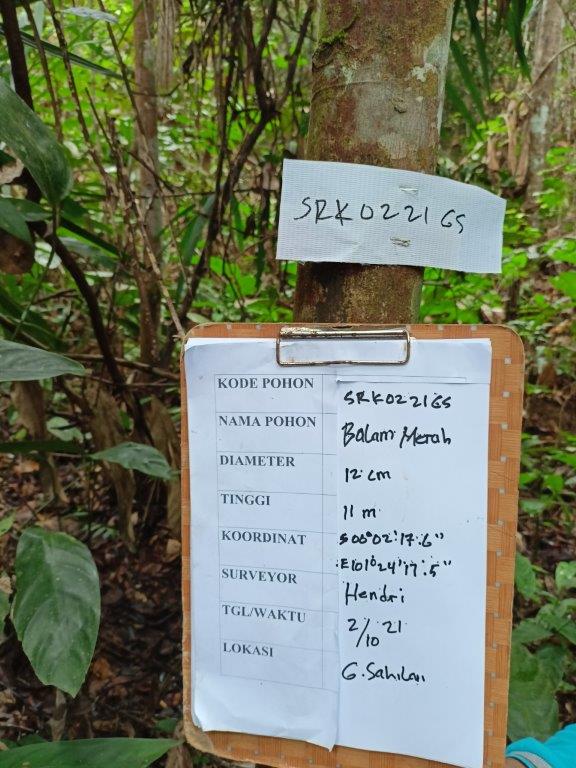 SRK0221GS
KODE POHON SRK0221GS
NAMA POHON Balam Merah
DIAMETER 12 cm
TINGGI 11 m
KOORDINAT S 00°02'17.6"
E101°24'17.5"
SURVEYOR Hendri
TGL/WAKTU 2/10 21
LOKASI G. Sahilan